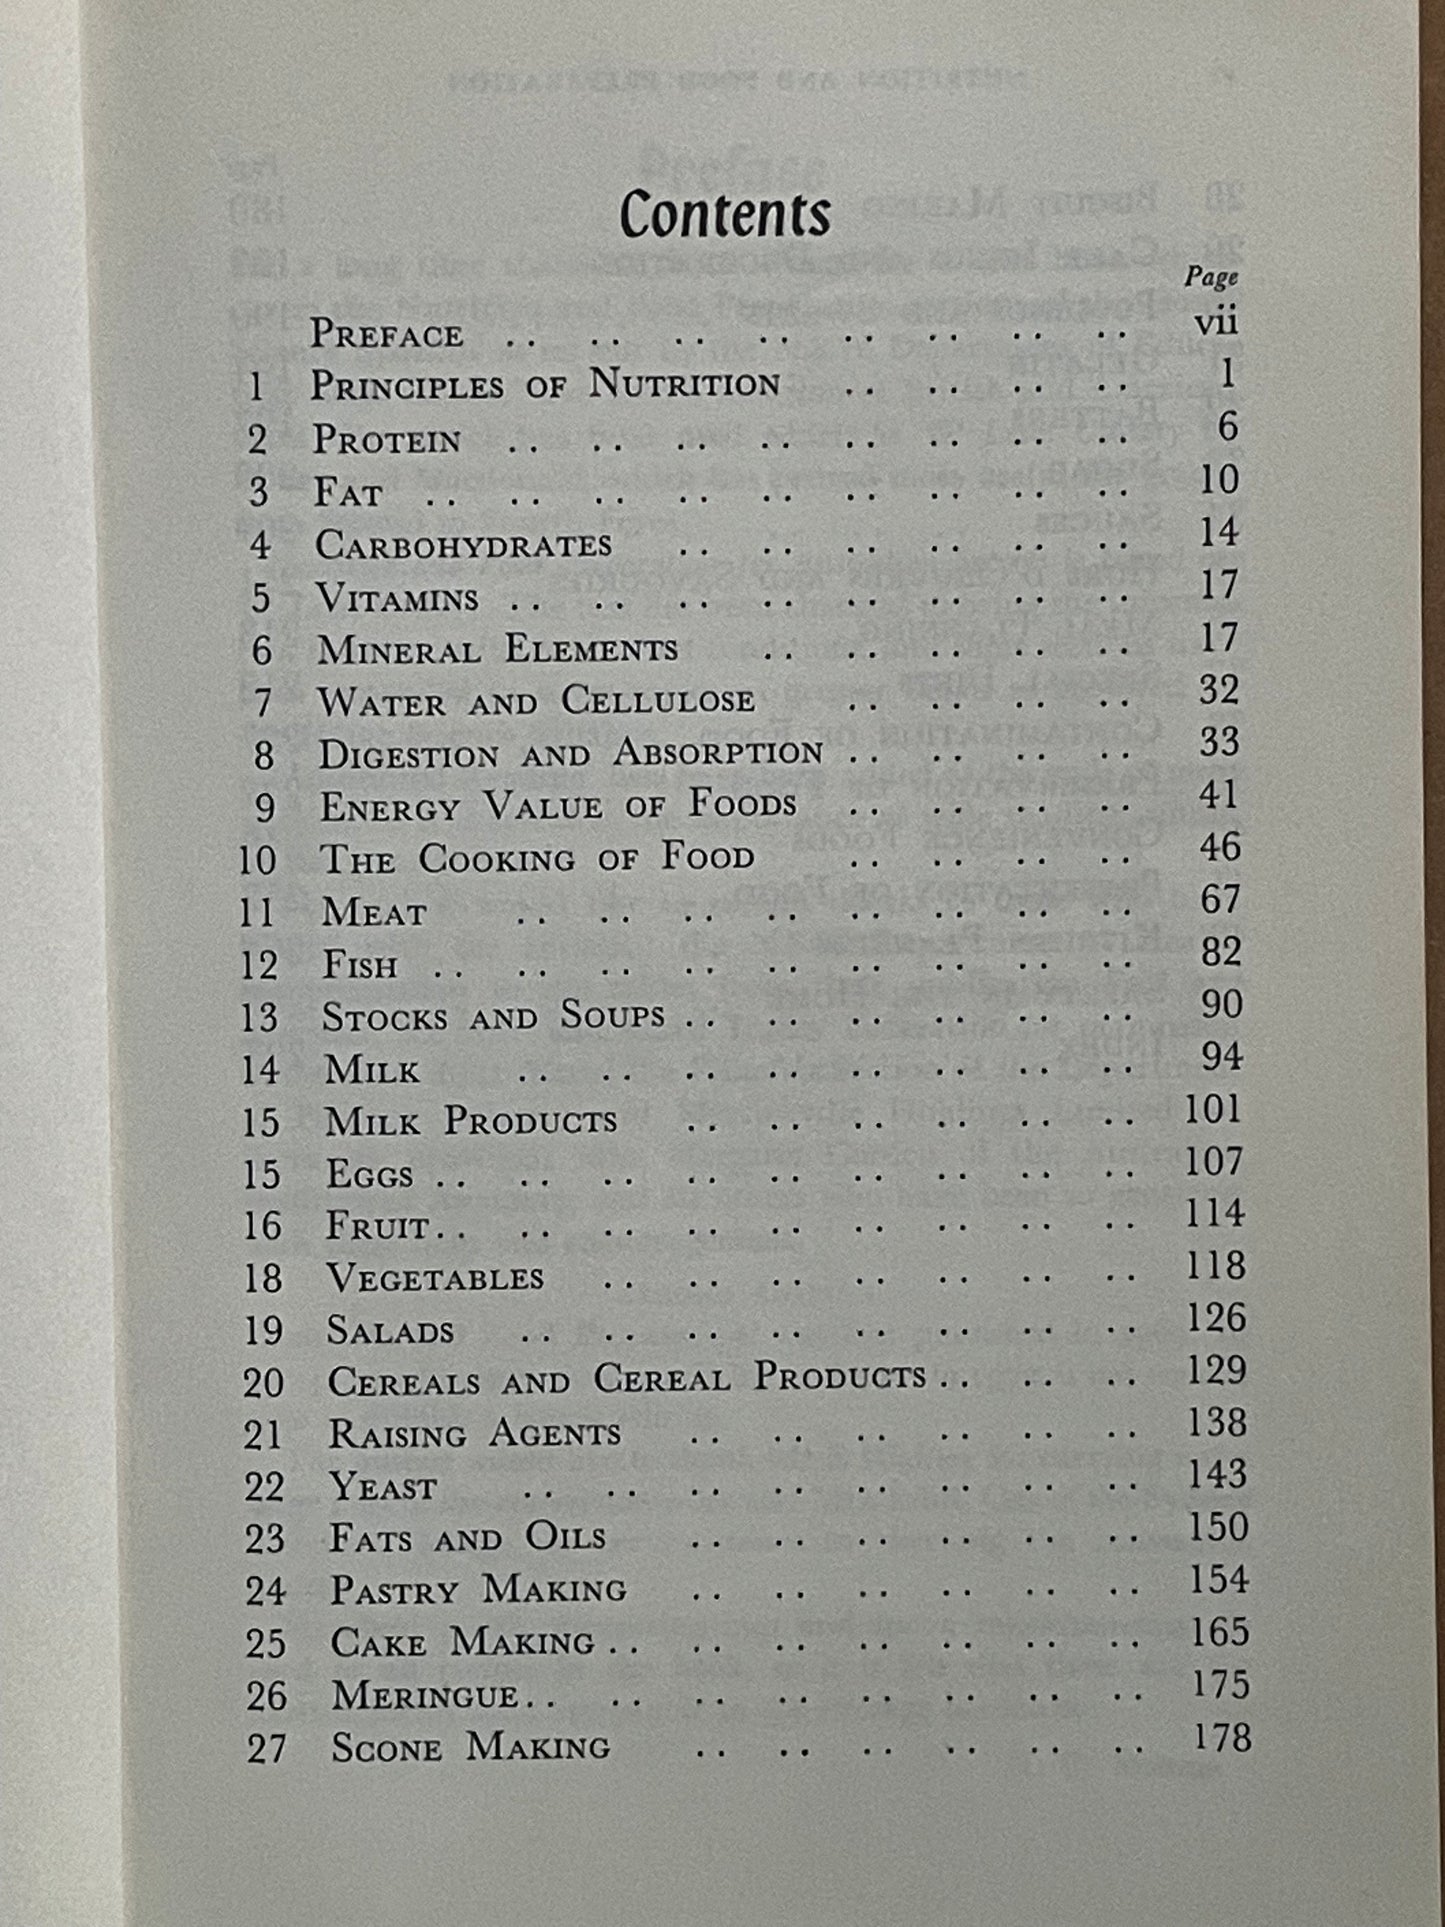 Contents
Page
Preface .. .. .. .. .. .. .. .. vii
1 Principles of Nutrition .. .. .. .. 1
2 Protein .. .. .. .. .. .. .. .. 6
3 Fat .. .. .. .. .. .. .. .. .. 10
4 Carbohydrates .. .. .. .. .. .. 14
5 Vitamins .. .. .. .. .. .. .. .. 17
6 Mineral Elements .. .. .. .. .. 17
7 Water and Cellulose .. .. .. .. 32
8 Digestion and Absorption .. .. .. .. 33
9 Energy Value of Foods .. .. .. .. 41
10 The Cooking of Food .. .. .. .. 46
11 Meat .. .. .. .. .. .. .. .. 67
12 Fish .. .. .. .. .. .. .. .. .. 82
13 Stocks and Soups .. .. .. .. .. .. 90
14 Milk .. .. .. .. .. .. .. .. 94
15 Milk Products .. .. .. .. .. .. 101
15 Eggs .. .. .. .. .. .. .. .. .. 107
16 Fruit .. .. .. .. .. .. .. .. .. 114
18 Vegetables .. .. .. .. .. .. .. 118
19 Salads .. .. .. .. .. .. .. .. 126
20 Cereals and Cereal Products .. .. .. 129
21 Raising Agents .. .. .. .. .. .. 138
22 Yeast .. .. .. .. .. .. .. .. 143
23 Fats and Oils .. .. .. .. .. .. 150
24 Pastry Making .. .. .. .. .. .. 154
25 Cake Making .. .. .. .. .. .. .. 165
26 Meringue .. .. .. .. .. .. .. .. 175
27 Scone Making .. .. .. .. .. .. 178